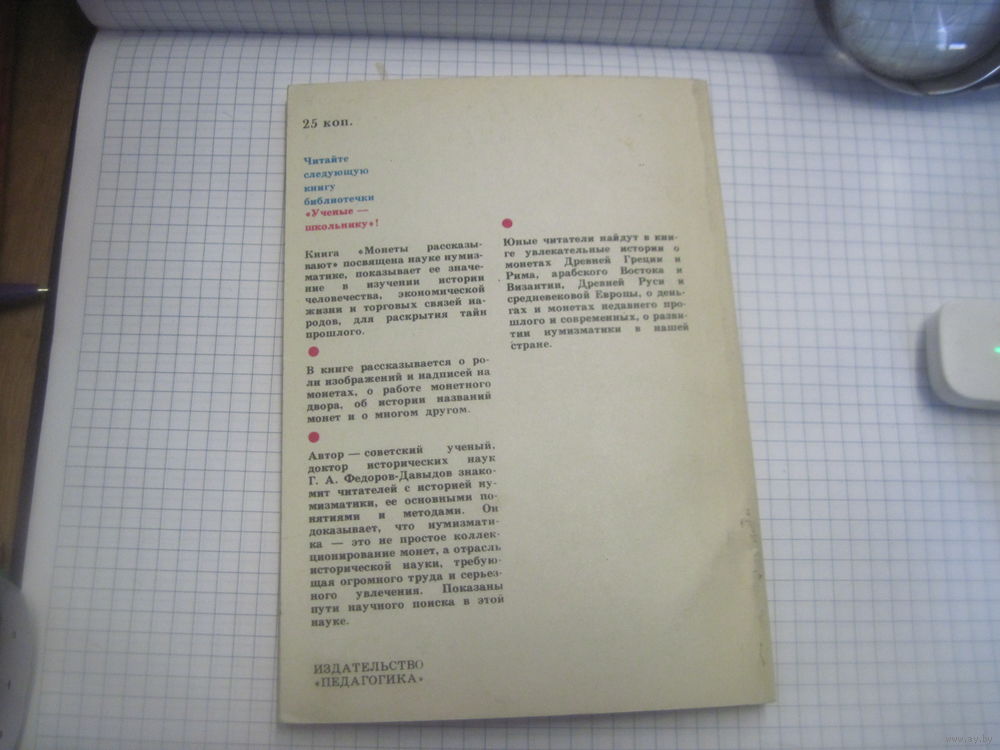 25 коп.
Читайте
следующую
книгу
библиотечки
«Ученые —
школьнику»!
Книга «Монеты рассказы-
вают» посвящена науке нумиз-
матике, показывает ее значе-
ние в изучении истории
человечества, экономической
жизни и торговых связей на-
родов, для раскрытия тайн
прошлого.
В книге рассказывается о ро-
ли изображений и надписей на
монетах, о работе монетного
двора, об истории названий
монет и о многом другом.
Автор — советский ученый,
доктор исторических наук
Г. А. Федоров-Давыдов знако-
мит читателей с историей ну-
мизматики, ее основными по-
нятиями и методами. Он
доказывает, что нумизмати-
ка — это не простое коллек-
ционирование монет, а отрасль
исторической науки, требую-
щая огромного труда и серьез-
ного увлечения. Показаны
пути научного поиска в этой
науке.
Юные читатели найдут в кни-
ге увлекательные истории о
монетах Древней Греции и
Рима, арабского Востока и
Византии, Древней Руси и
средневековой Европы, о день-
гах и монетах недавнего про-
шлого и современных, о разви-
тии нумизматики в нашей
стране.
ИЗДАТЕЛЬСТВО
«ПЕДАГОГИКА»
www.ay.by